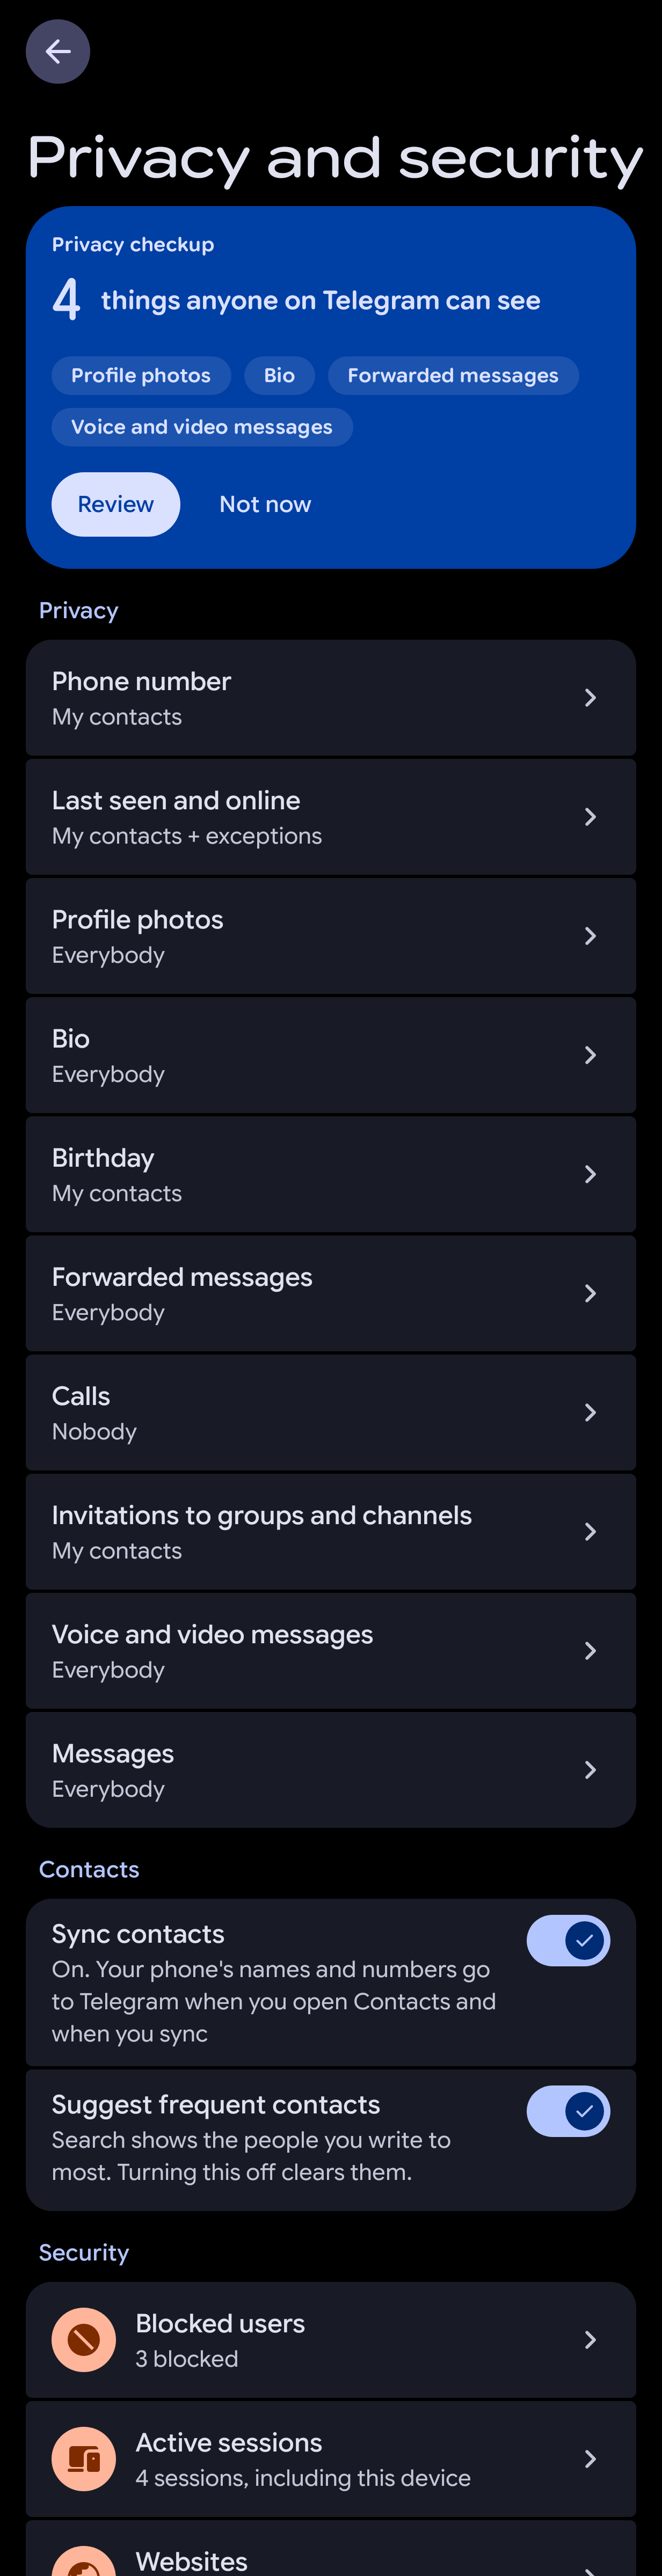 Privacy and security
Privacy checkup
4 things anyone on Telegram can see
Profile photos Bio Forwarded messages
Voice and video messages
Review Not now
Privacy
Phone number
My contacts
Last seen and online
My contacts + exceptions
Profile photos
Everybody
Bio
Everybody
Birthday
My contacts
Forwarded messages
Everybody
Calls
Nobody
Invitations to groups and channels
My contacts
Voice and video messages
Everybody
Messages
Everybody
Contacts
Sync contacts
On. Your phone's names and numbers go
to Telegram when you open Contacts and
when you sync
Suggest frequent contacts
Search shows the people you write to
most. Turning this off clears them.
Security
Blocked users
3 blocked
Active sessions
4 sessions, including this device
Websites